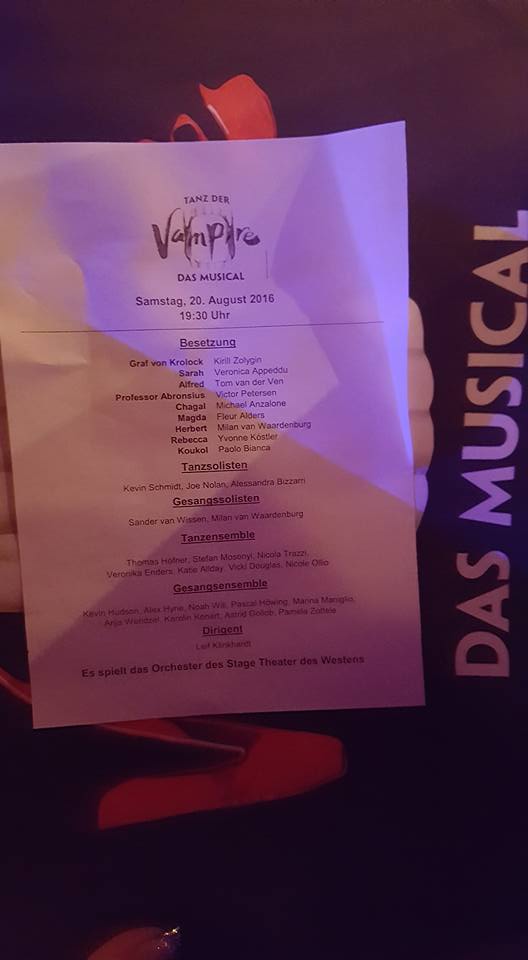 TANZ DER
Vampire
DAS MUSICAL
Samstag, 20. August 2016
19:30 Uhr
Besetzung
Graf von Krolock Kirill Zolygin
Sarah Veronica Appeddu
Alfred Tom van der Ven
Professor Abronsius Victor Petersen
Chagal Michael Anzalone
Magda Fleur Alders
Herbert Milan van Waardenburg
Rebecca Yvonne Köstler
Koukol Paolo Bianca
Tanzsolisten
Kevin Schmidt, Joe Nolan, Alessandra Bizzarri
Gesangssolisten
Sander van Wissen, Milan van Waardenburg
Tanzensemble
Thomas Höfner, Stefan Mosonyi, Nicola Trazzi,
Veronika Enders, Katie Allday, Vicki Douglas, Nicole Ollio
Gesangsensemble
Kevin Hudson, Alex Hyne, Noah Will, Pascal Höwing, Marina Maniglio,
Anja Wendzel, Karolin Konert, Astrid Gollob, Pamela Zottele
Dirigent
Leif Klinkhardt
Es spielt das Orchester des Stage Theater des Westens
DAS MUSICAL